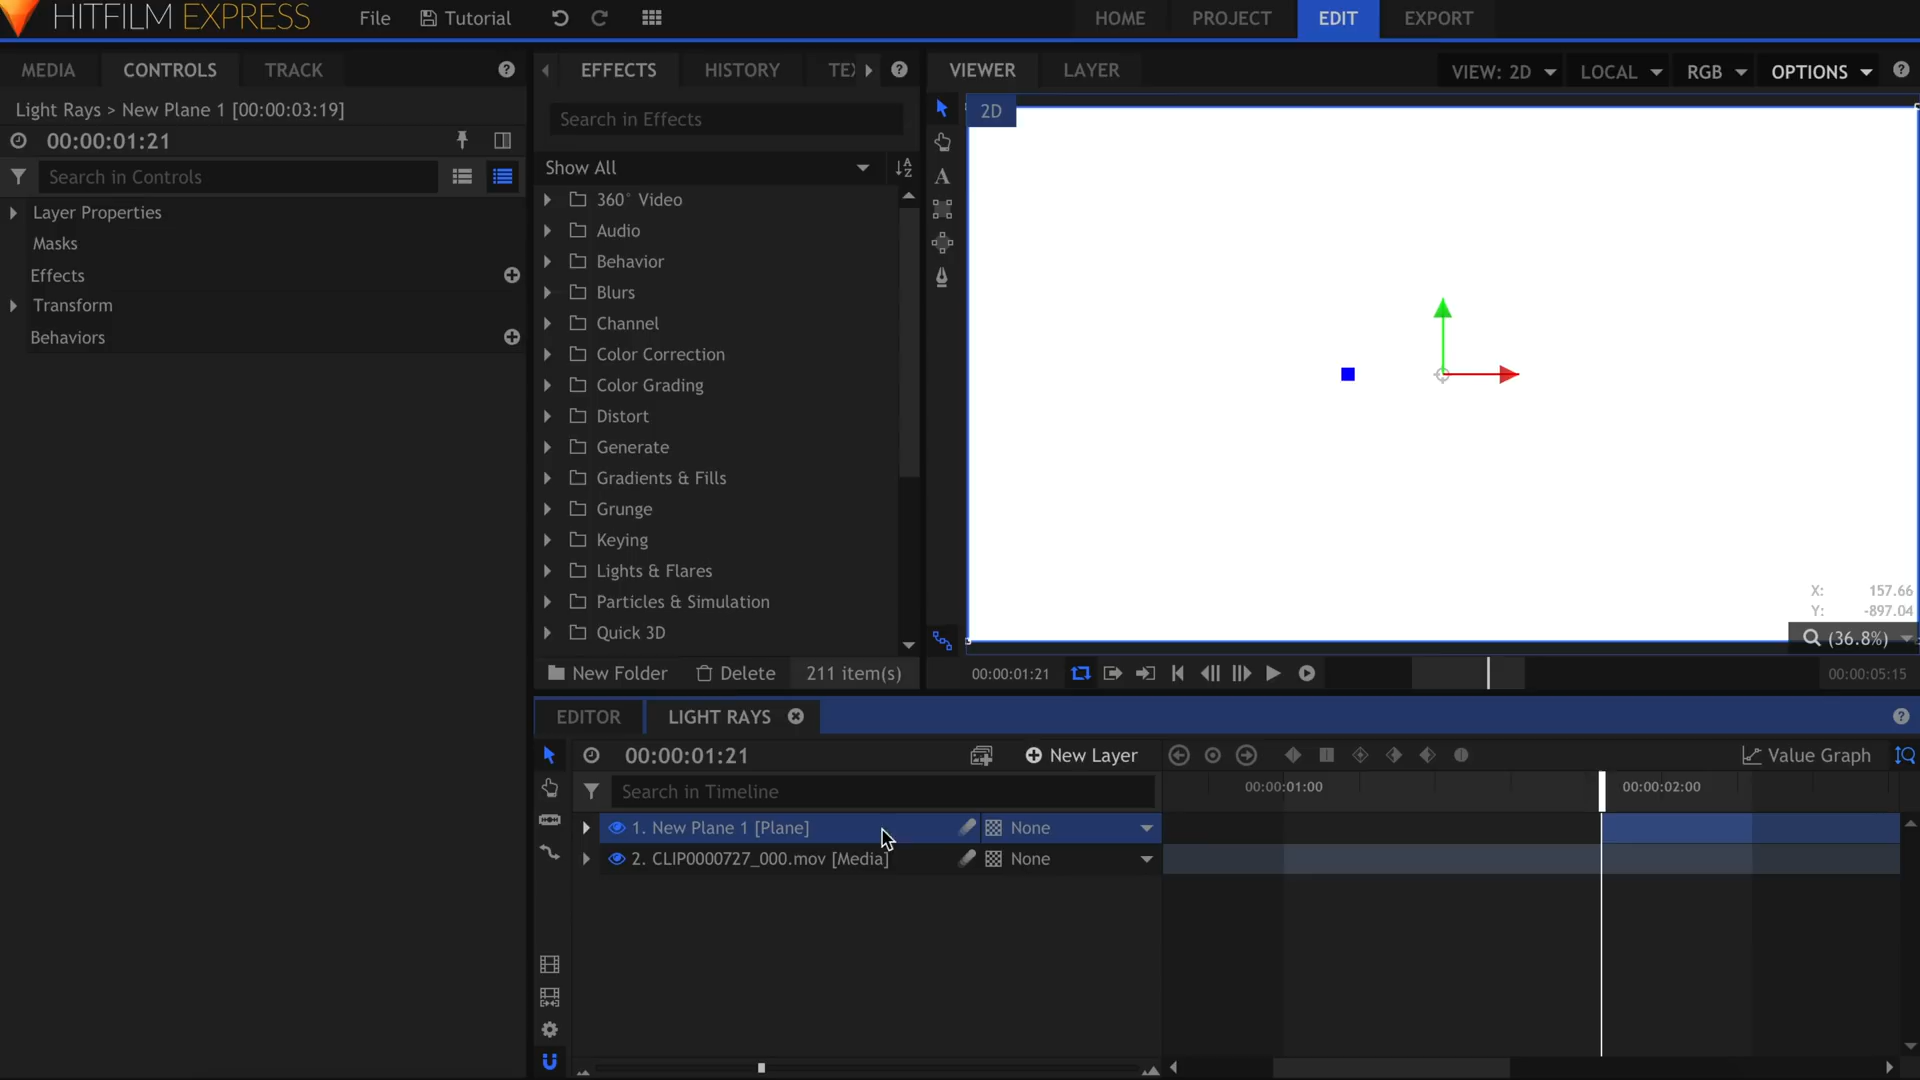 HITFILM EXPRESS File Tutorial HOME PROJECT EDIT EXPORT
MEDIA CONTROLS TRACK ? EFFECTS HISTORY TEX ? VIEWER LAYER VIEW: 2D LOCAL RGB OPTIONS ?
Light Rays > New Plane 1 [00:00:03:19]
00:00:01:21
Search in Controls
Layer Properties
Masks
Effects
Transform
Behaviors
Search in Effects
Show All
360° Video
Audio
Behavior
Blurs
Channel
Color Correction
Color Grading
Distort
Generate
Gradients & Fills
Grunge
Keying
Lights & Flares
Particles & Simulation
Quick 3D
New Folder Delete 211 item(s)
2D
A
X: 157.66
Y: -897.04
(36.8%)
00:00:01:21 00:00:05:15
EDITOR LIGHT RAYS ?
00:00:01:21 New Layer Value Graph
Search in Timeline 00:00:01:00 00:00:02:00
1. New Plane 1 [Plane] None
2. CLIP0000727_000.mov [Media] None